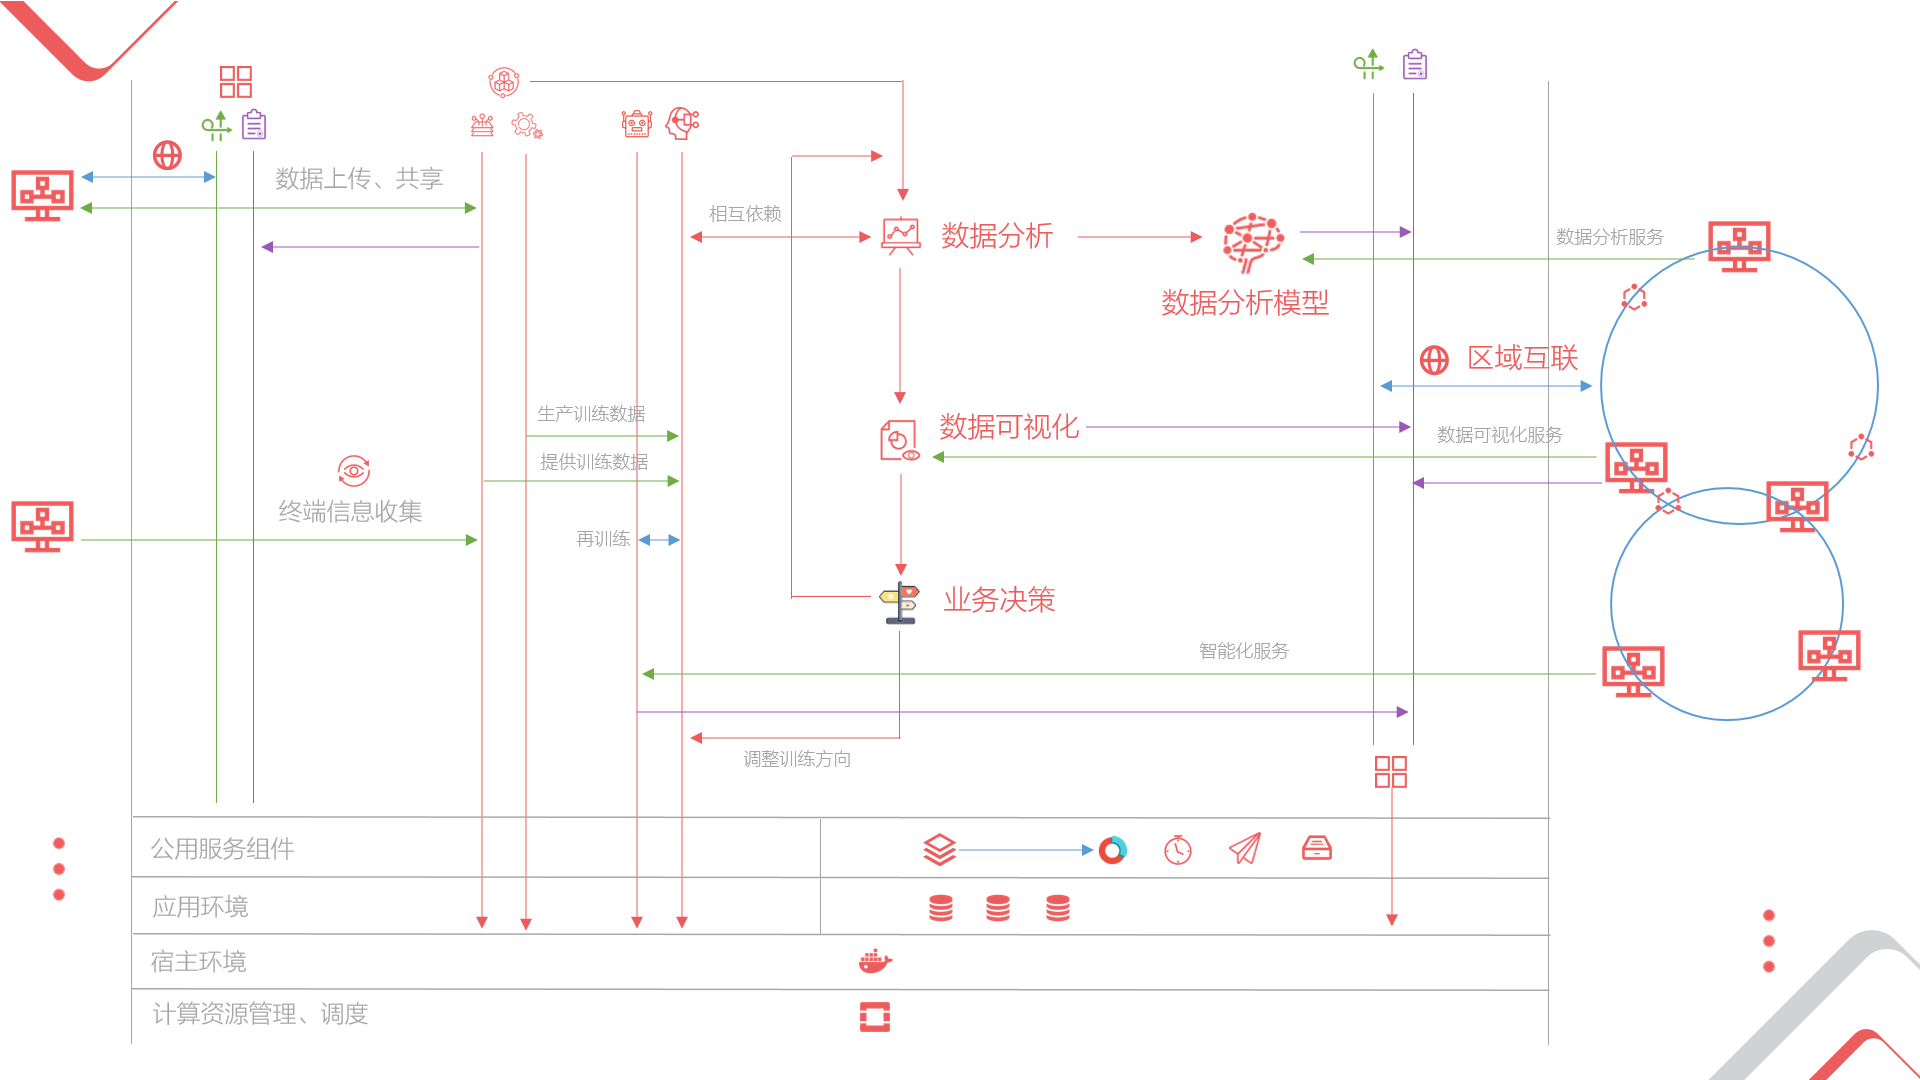 数据上传、共享
相互依赖
数据分析
数据分析服务
数据分析模型
区域互联
生产训练数据
数据可视化
数据可视化服务
提供训练数据
终端信息收集
再训练
业务决策
智能化服务
调整训练方向
公用服务组件
应用环境
宿主环境
计算资源管理、调度